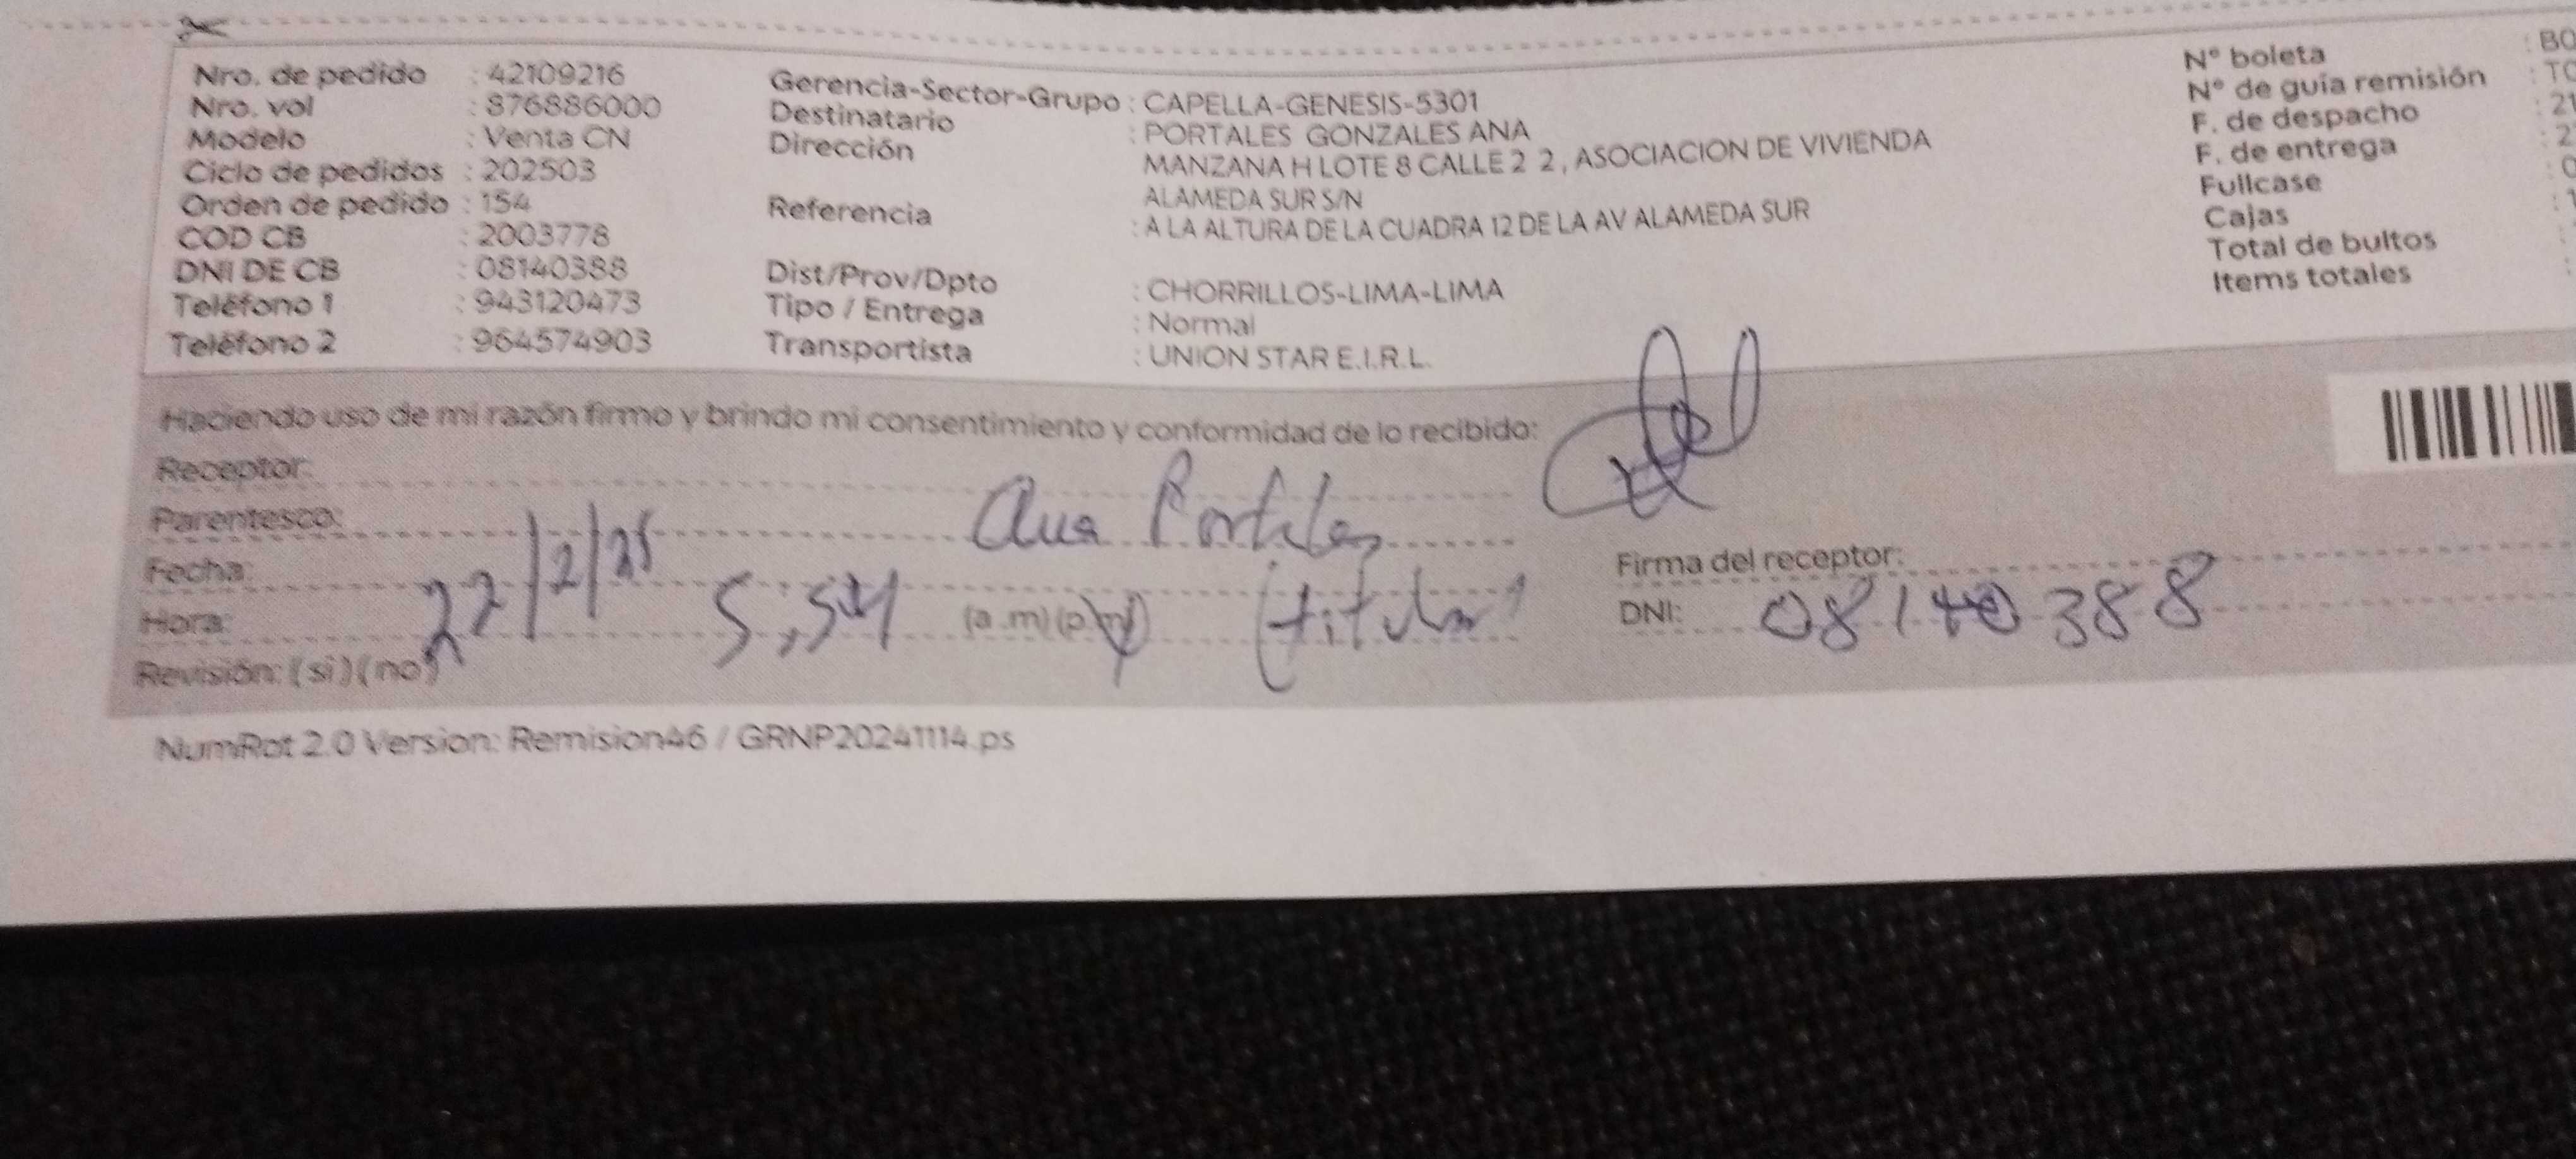 Nro. de pedido : 42109216
Nro. vol : 876886000
Modelo : Venta CN
Ciclo de pedidos : 202503
Orden de pedido : 154
COD CB : 2003778
DNI DE CB : 08140388
Teléfono 1 : 943120473
Teléfono 2 : 964574903
Gerencia-Sector-Grupo : CAPELLA-GENESIS-5301
Destinatario : PORTALES GONZALES ANA
Dirección MANZANA H LOTE 8 CALLE 2 2 , ASOCIACION DE VIVIENDA
ALAMEDA SUR S/N
Referencia : A LA ALTURA DE LA CUADRA 12 DE LA AV ALAMEDA SUR
Dist/Prov/Dpto : CHORRILLOS-LIMA-LIMA
Tipo / Entrega : Normal
Transportista : UNION STAR E.I.R.L.
N° boleta : BO
N° de guía remisión
F. de despacho : 21
F. de entrega : 2
Fullcase
Cajas
Total de bultos
Items totales
Haciendo uso de mi razón firmo y brindo mi consentimiento y conformidad de lo recibido:
Receptor:
Parentesco: Ana Portales
Fecha: 22/2/25
Hora: (a .m) (p.m) (titular)
Revisión: (si) (no)
Firma del receptor:
DNI: 08140388
NumRot 2.0 Version: Remision46 / GRNP20241114.ps